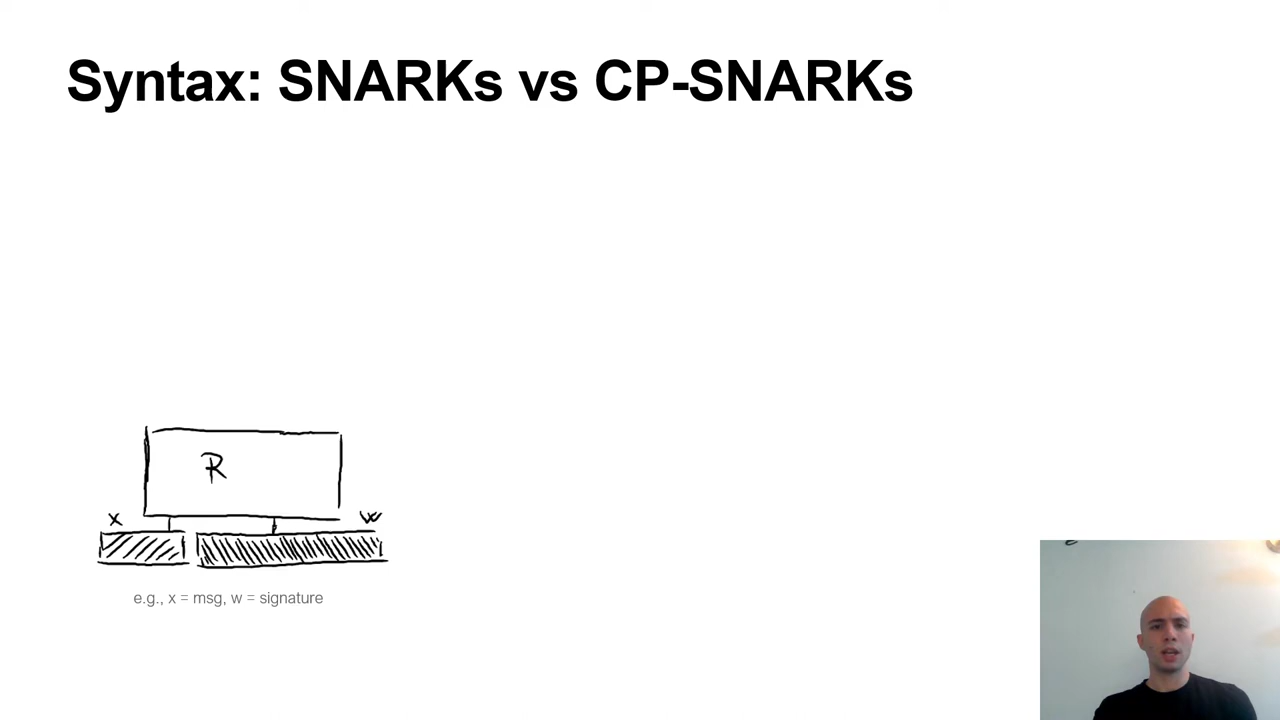 Syntax: SNARKs vs CP-SNARKs
R
x
w
e.g., x = msg, w = signature